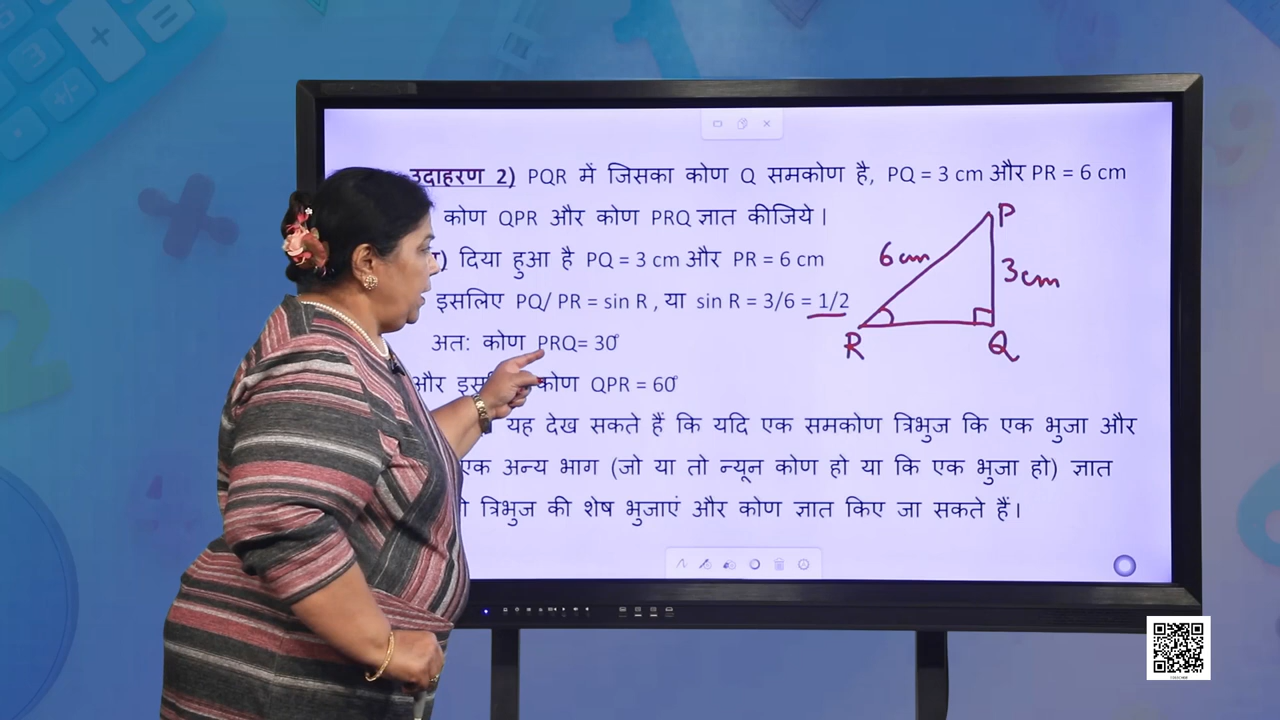 उदाहरण 2) PQR में जिसका कोण Q समकोण है, PQ = 3 cm और PR = 6 cm
कोण QPR और कोण PRQ ज्ञात कीजिये |
दिया हुआ है PQ = 3 cm और PR = 6 cm
इसलिए PQ/ PR = sin R , या sin R = 3/6 = 1/2
अत: कोण PRQ= 30°
और कोण QPR = 60°
यह देख सकते हैं कि यदि एक समकोण त्रिभुज कि एक भुजा और
एक अन्य भाग (जो या तो न्यून कोण हो या कि एक भुजा हो) ज्ञात
त्रिभुज की शेष भुजाएं और कोण ज्ञात किए जा सकते हैं।
P
6 cm
3 cm
R
Q